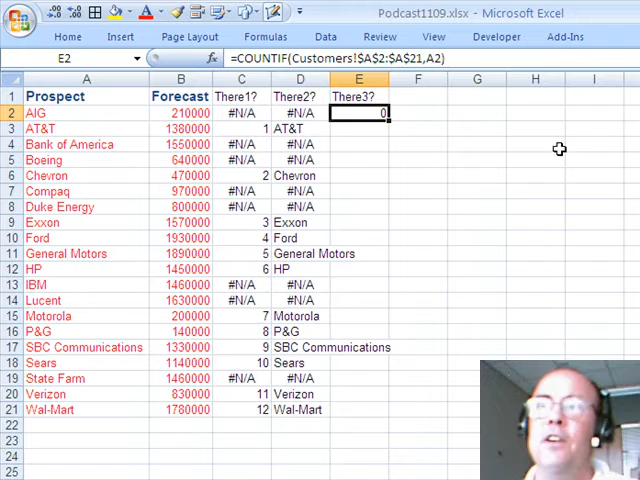 Podcast1109.xlsx - Microsoft Excel
Home Page Layout Formulas Data Review View Developer Add-Ins
E2 fx =COUNTIF(Customers!$A$2:$A$21,A2)
A B C D E F G H I
1 Prospect Forecast There1? There2? There3?
2 AIG 210000 #N/A #N/A 0
3 AT&T 1380000 1 AT&T
4 Bank of America 1550000 #N/A #N/A
5 Boeing 640000 #N/A #N/A
6 Chevron 470000 2 Chevron
7 Compaq 970000 #N/A #N/A
8 Duke Energy 800000 #N/A #N/A
9 Exxon 1570000 3 Exxon
10 Ford 1930000 4 Ford
11 General Motors 1890000 5 General Motors
12 HP 1450000 6 HP
13 IBM 1460000 #N/A #N/A
14 Lucent 1630000 #N/A #N/A
15 Motorola 200000 7 Motorola
16 P&G 140000 8 P&G
17 SBC Communications 1330000 9 SBC Communications
18 Sears 1140000 10 Sears
19 State Farm 1460000 #N/A #N/A
20 Verizon 830000 11 Verizon
21 Wal-Mart 1780000 12 Wal-Mart
22
23
24
25